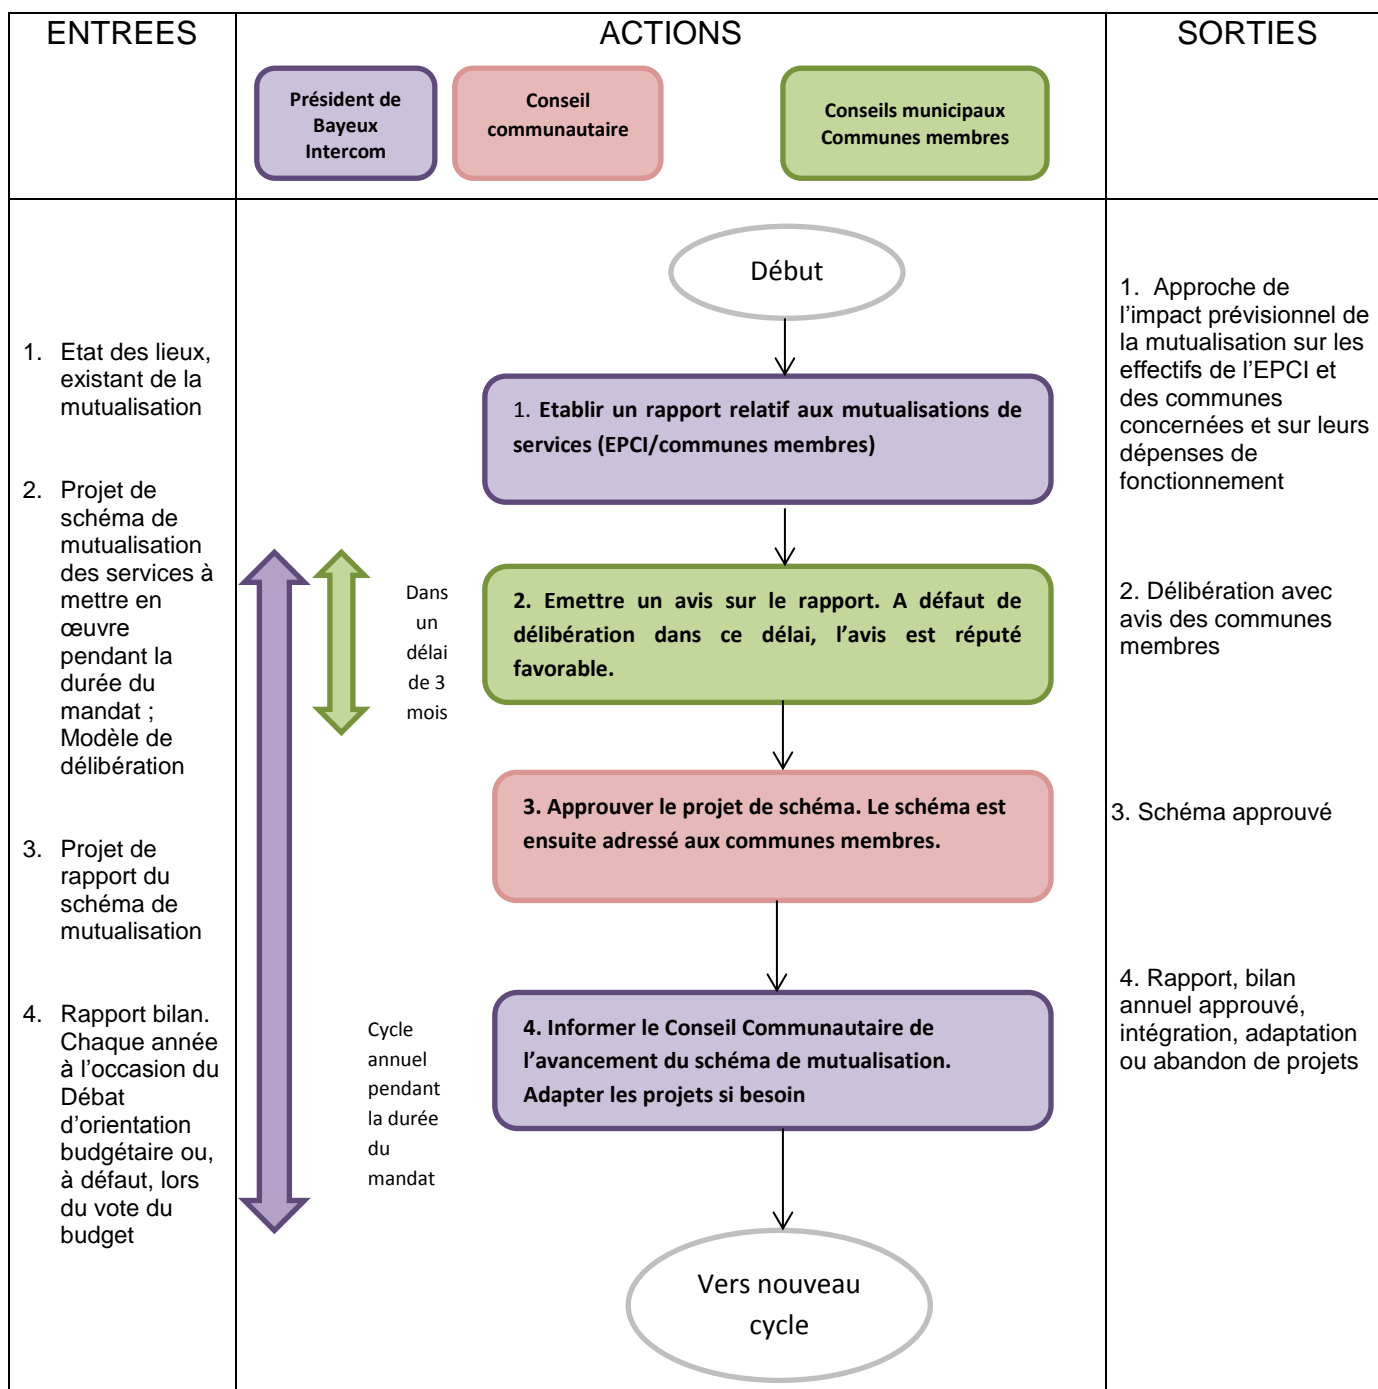 ENTREES
ACTIONS
SORTIES
Président de
Bayeux
Intercom
Conseil
communautaire
Conseils municipaux
Communes membres
1. Etat des lieux,
existant de la
mutualisation
2. Projet de
schéma de
mutualisation
des services à
mettre en
œuvre
pendant la
durée du
mandat ;
Modèle de
délibération
3. Projet de
rapport du
schéma de
mutualisation
4. Rapport bilan.
Chaque année
à l’occasion du
Débat
d’orientation
budgétaire ou,
à défaut, lors
du vote du
budget
Début
1. Etablir un rapport relatif aux mutualisations de
services (EPCI/communes membres)
Dans
un
délai
de 3
mois
2. Emettre un avis sur le rapport. A défaut de
délibération dans ce délai, l’avis est réputé
favorable.
3. Approuver le projet de schéma. Le schéma est
ensuite adressé aux communes membres.
Cycle
annuel
pendant
la durée
du
mandat
4. Informer le Conseil Communautaire de
l’avancement du schéma de mutualisation.
Adapter les projets si besoin
Vers nouveau
cycle
1. Approche de
l’impact prévisionnel de
la mutualisation sur les
effectifs de l’EPCI et
des communes
concernées et sur leurs
dépenses de
fonctionnement
2. Délibération avec
avis des communes
membres
3. Schéma approuvé
4. Rapport, bilan
annuel approuvé,
intégration, adaptation
ou abandon de projets